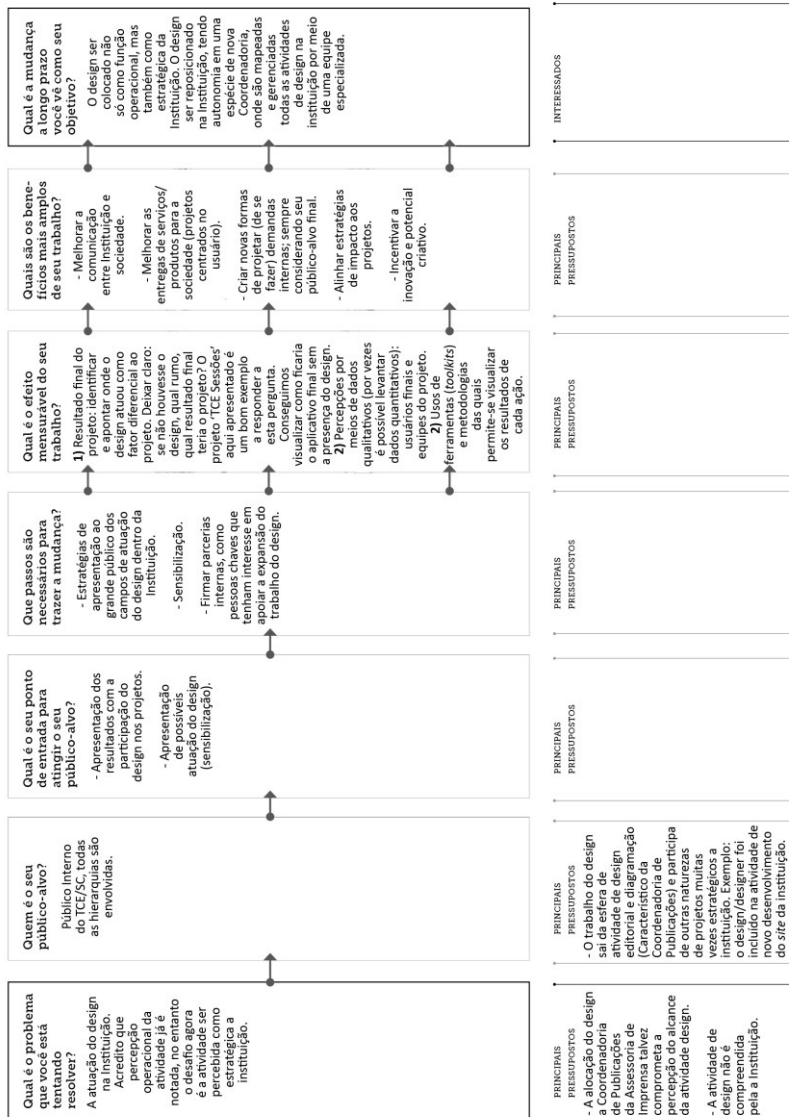 Qual é o problema
que você está
tentando
resolver?
A atuação do design
na Instituição.
Acredito que
percepção
operacional da
atividade já é
notada, no entanto
o desafio agora
é a atividade ser
percebida como
estratégica a
instituição.
PRINCIPAIS
PRESSUPOSTOS
- A alocação do design
a Coordenadoria
de Publicações
da Assessoria de
Imprensa talvez
comprometa a
percepção do alcance
da atividade design.
- A atividade de
design não é
compreendida
pela a Instituição.
Quem é o seu
público-alvo?
Público Interno
do TCE/SC, todas
as hierarquias são
envolvidas.
PRINCIPAIS
PRESSUPOSTOS
- O trabalho do design
sai da esfera de
atividade de design
editorial e diagramação
(Característico da
Coordenadoria de
Publicações) e participa
de outras naturezas
de projetos muitas
vezes estratégicos a
instituição. Exemplo:
o design/designer foi
incluído na atividade de
novo desenvolvimento
do site da instituição.
Qual é o seu ponto
de entrada para
atingir o seu
público-alvo?
- Apresentação dos
resultados com a
participação do
design nos projetos.
- Apresentação
de possíveis
atuação do design
(sensibilização).
PRINCIPAIS
PRESSUPOSTOS
Que passos são
necessários para
trazer a mudança?
- Estratégias de
apresentação ao
grande público dos
campos de atuação
do design dentro da
Instituição.
- Sensibilização.
- Firmar parcerias
internas, como
pessoas chaves que
tenham interesse em
apoiar a expansão do
trabalho do design.
PRINCIPAIS
PRESSUPOSTOS
Qual é o efeito
mensurável do seu
trabalho?
1) Resultado final do
projeto: identificar
e apontar onde o
design atuou como
fator diferencial ao
projeto. Deixar claro:
se não houvesse o
design, qual rumo,
qual resultado final
teria o projeto? O
projeto ‘TCE Sessões’
aqui apresentado é
um bom exemplo
a responder a
esta pergunta.
Conseguimos
visualizar como ficaria
o aplicativo final sem
a presença do design.
2) Percepções por
meios de dados
qualitativos (por vezes
é possível levantar
dados quantitativos):
usuários finais e
equipes do projeto.
2) Usos de
ferramentas (toolkits)
e metodologias
das quais
permite-se visualizar
os resultados de
cada ação.
PRINCIPAIS
PRESSUPOSTOS
Quais são os bene-
fícios mais amplos
de seu trabalho?
- Melhorar a
comunicação
entre Instituição e
sociedade.
- Melhorar as
entregas de serviços/
produtos para a
sociedade (projetos
centrados no
usuário).
- Criar novas formas
de projetar (de se
fazer) demandas
internas; sempre
considerando seu
público-alvo final.
- Alinhar estratégias
de impacto aos
projetos.
- Incentivar a
inovação e potencial
criativo.
PRINCIPAIS
PRESSUPOSTOS
Qual é a mudança
a longo prazo
você vê como seu
objetivo?
O design ser
colocado não
só como função
operacional, mas
também como
estratégica da
Instituição. O design
ser reposicionado
na Instituição, tendo
autonomia em uma
espécie de nova
Coordenadoria,
onde são mapeadas
e gerenciadas
todas as atividades
de design na
instituição por meio
de uma equipe
especializada.
INTERESSADOS